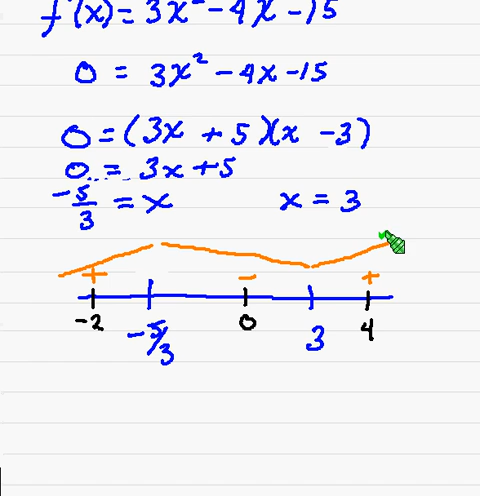 f'(x) = 3x² - 4x - 15
0 = 3x² - 4x - 15
0 = (3x + 5)(x - 3)
0 = 3x + 5
-5/3 = x x = 3
+ - +
-2 -5/3 0 3 4